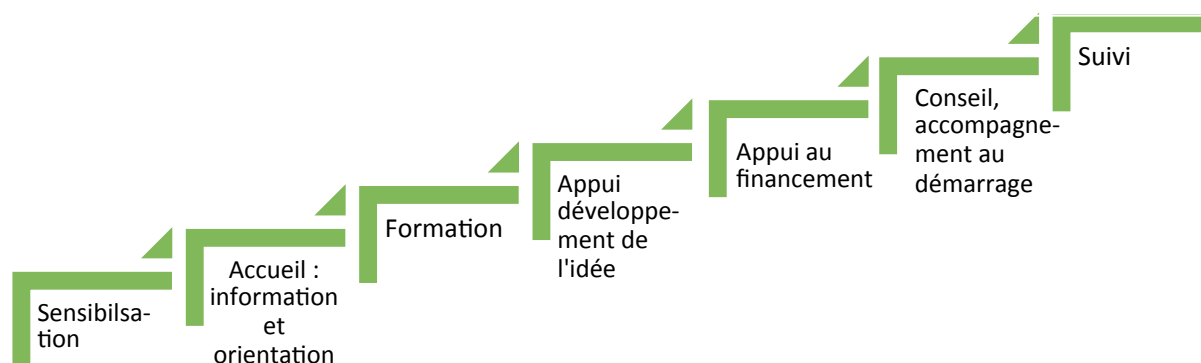 Sensibilsa-
tion
Accueil :
information
et
orientation
Formation
Appui
développe-
ment de
l'idée
Appui au
financement
Conseil,
accompagne-
ment au
démarrage
Suivi